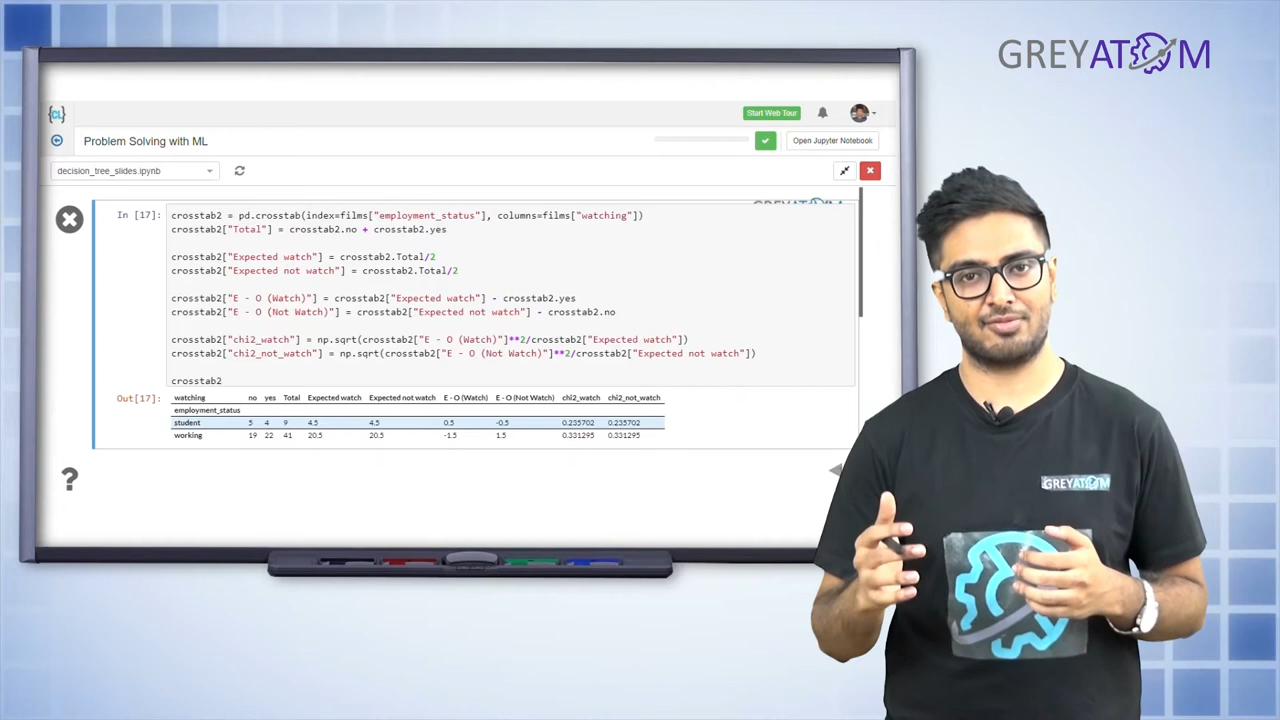 GREYATOM
{CL}
Start Web Tour
Problem Solving with ML
Open Jupyter Notebook
decision_tree_slides.ipynb
GREYATOM
In [17]:
crosstab2 = pd.crosstab(index=films["employment_status"], columns=films["watching"])
crosstab2["Total"] = crosstab2.no + crosstab2.yes
crosstab2["Expected watch"] = crosstab2.Total/2
crosstab2["Expected not watch"] = crosstab2.Total/2
crosstab2["E - O (Watch)"] = crosstab2["Expected watch"] - crosstab2.yes
crosstab2["E - O (Not Watch)"] = crosstab2["Expected not watch"] - crosstab2.no
crosstab2["chi2_watch"] = np.sqrt(crosstab2["E - O (Watch)"]**2/crosstab2["Expected watch"])
crosstab2["chi2_not_watch"] = np.sqrt(crosstab2["E - O (Not Watch)"]**2/crosstab2["Expected not watch"])
crosstab2
Out[17]:
watching no yes Total Expected watch Expected not watch E - O (Watch) E - O (Not Watch) chi2_watch chi2_not_watch
employment_status
student 5 4 9 4.5 4.5 0.5 -0.5 0.235702 0.235702
working 19 22 41 20.5 20.5 -1.5 1.5 0.331295 0.331295
?
GREYATOM